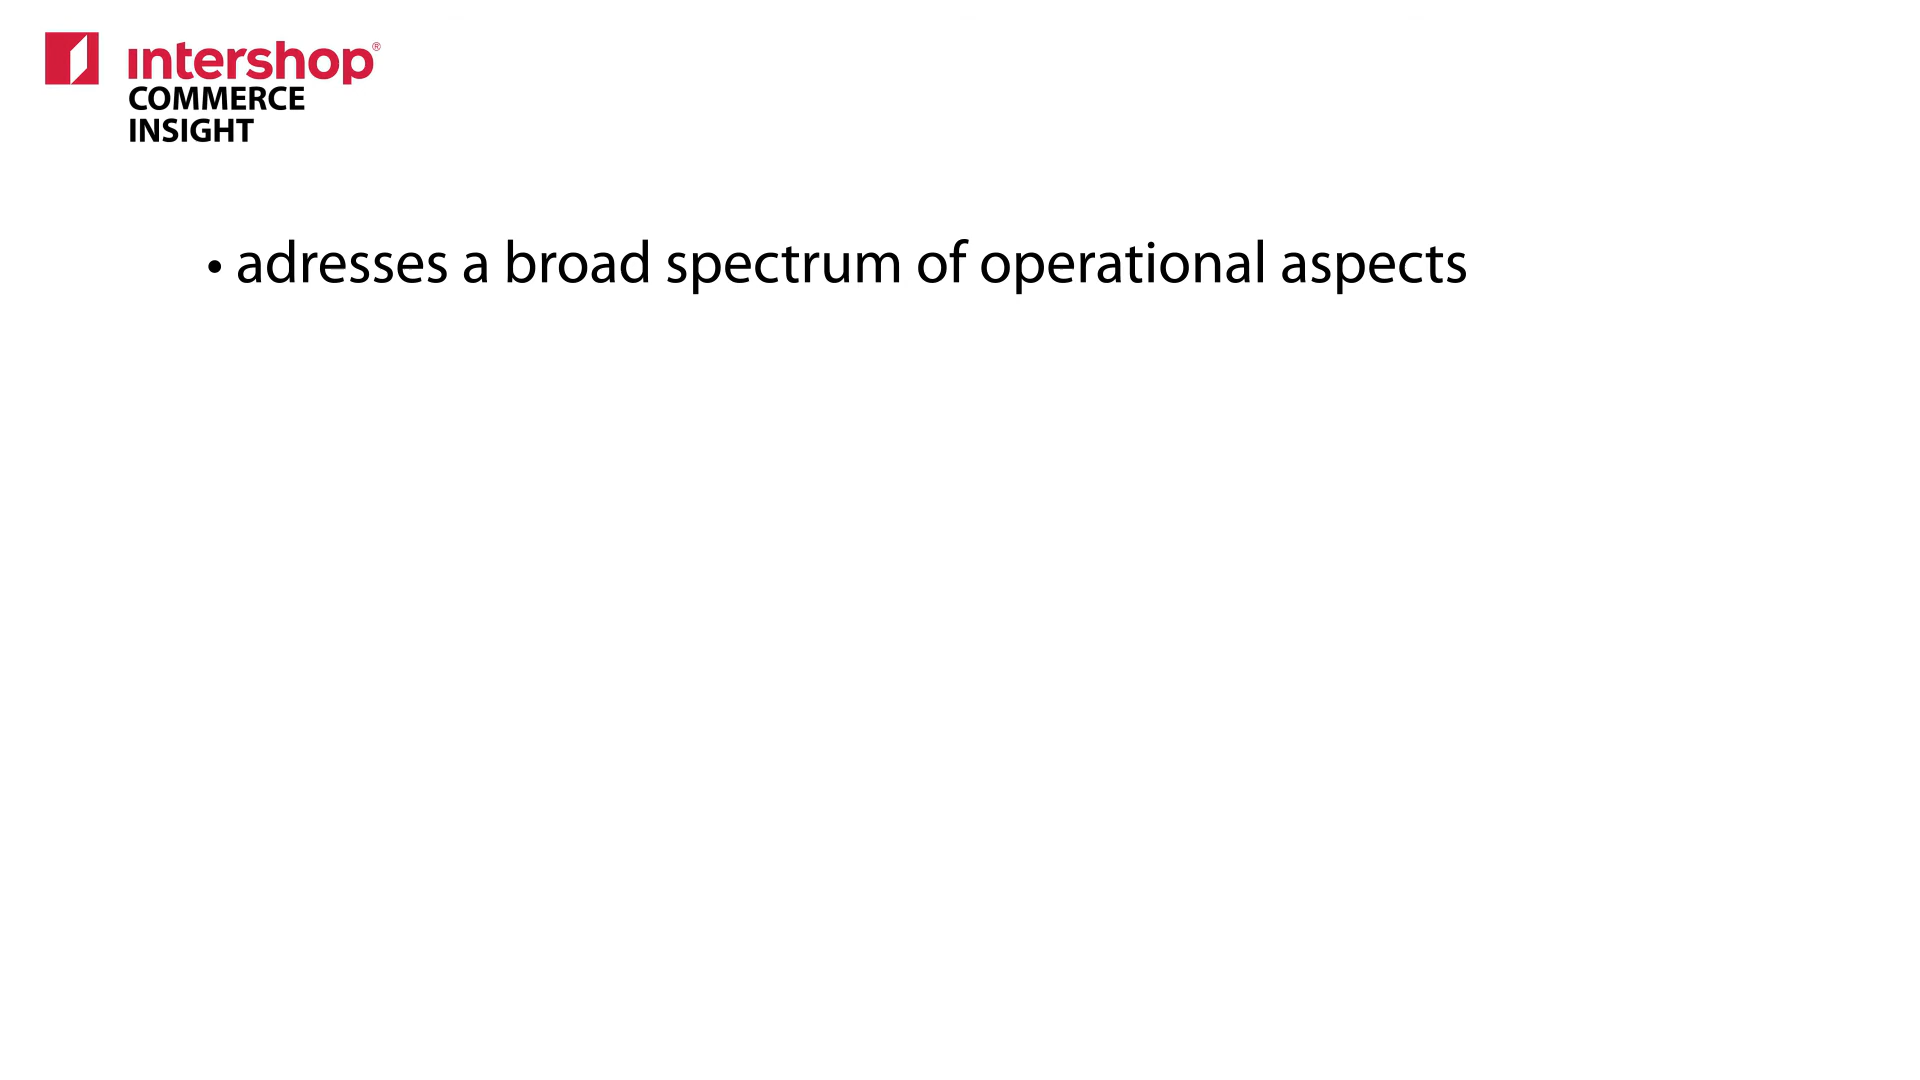 intershop®
COMMERCE
INSIGHT
• adresses a broad spectrum of operational aspects